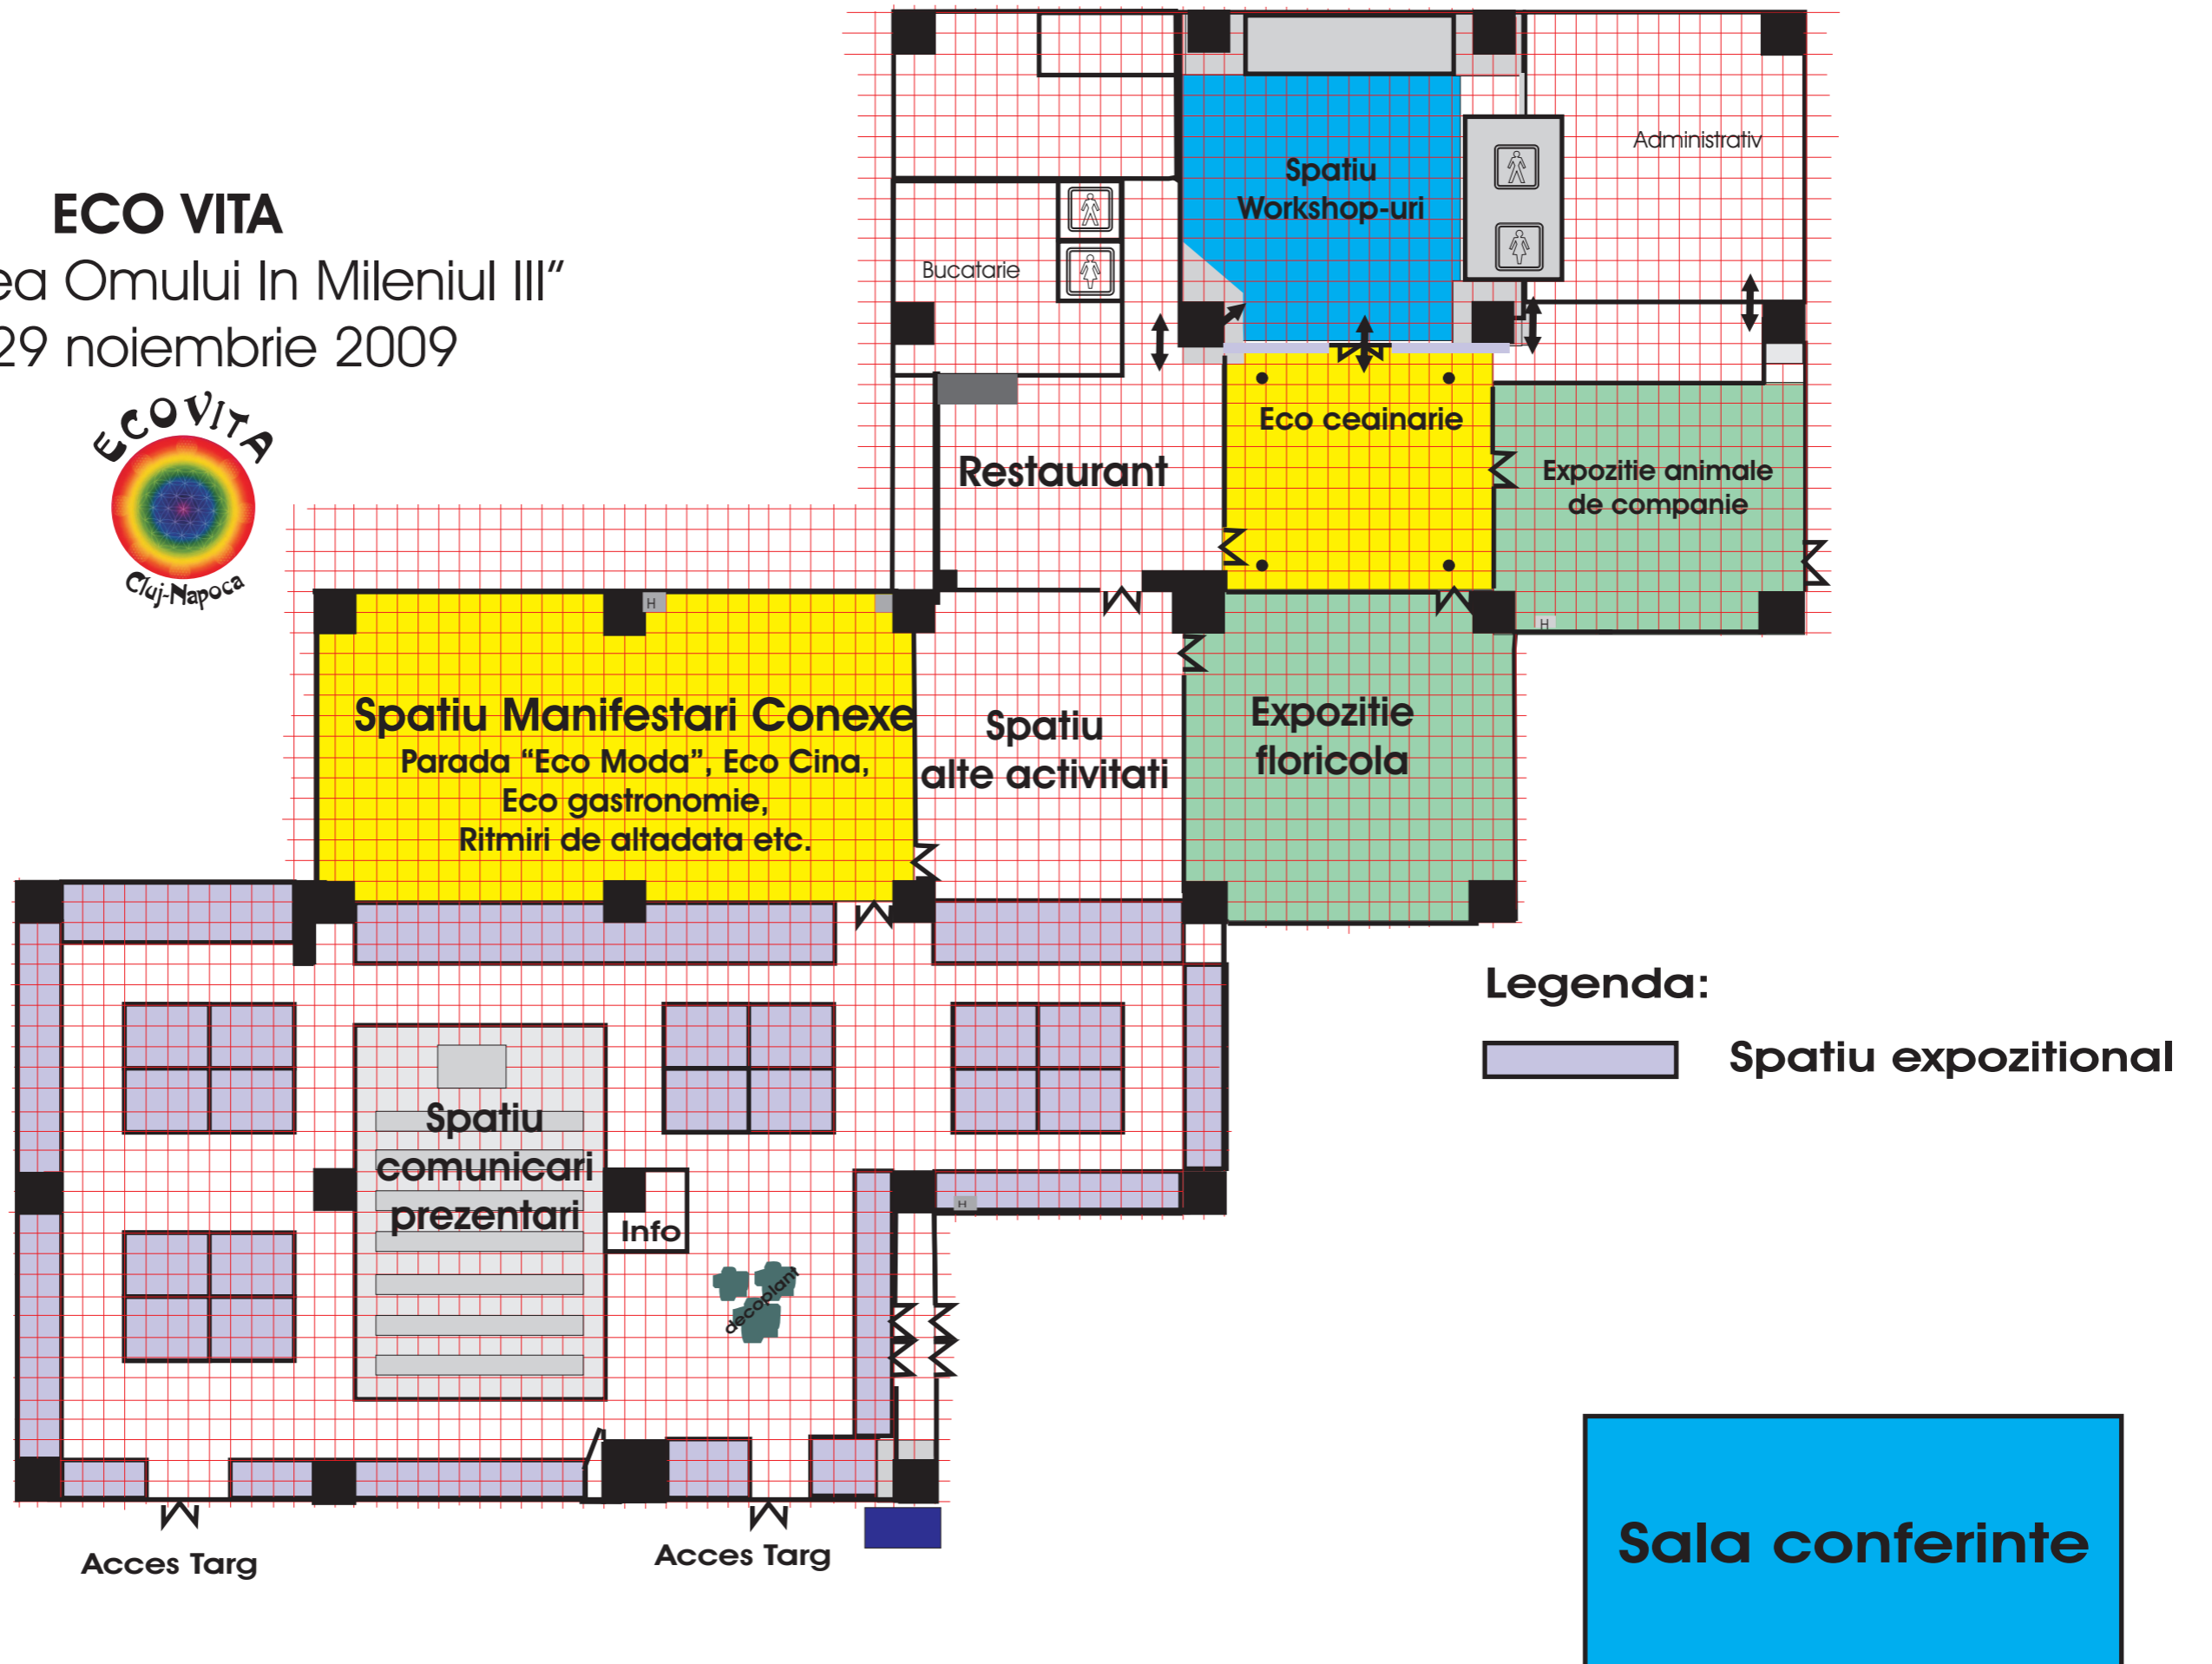 ECO VITA
ea Omului In Mileniul III”
29 noiembrie 2009
ECOVITA
Cluj-Napoca
Administrativ
Spatiu
Workshop-uri
Bucatarie
Eco ceainarie
Restaurant
Expozitie animale
de companie
H
H
Spatiu Manifestari Conexe
Parada “Eco Moda”, Eco Cina,
Eco gastronomie,
Ritmiri de altadata etc.
Spatiu
alte activitati
Expozitie
floricola
Legenda:
Spatiu expozitional
Spatiu
comunicari
prezentari
Info
H
decoplant
Acces Targ
Acces Targ
Sala conferinte